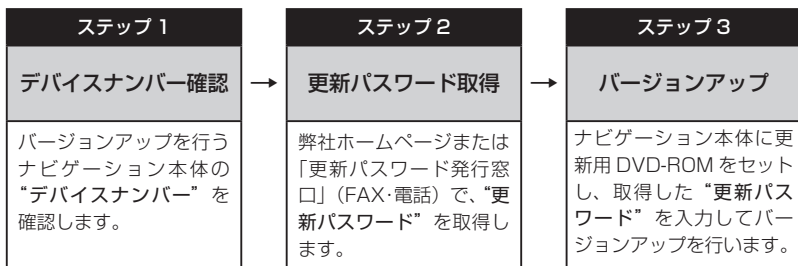 ステップ 1
デバイスナンバー確認
バージョンアップを行う
ナビゲーション本体の
“デバイスナンバー” を
確認します。
→
ステップ 2
更新パスワード取得
弊社ホームページまたは
「更新パスワード発行窓
口」（FAX・電話）で、“更
新パスワード” を取得し
ます。
→
ステップ 3
バージョンアップ
ナビゲーション本体に更
新用 DVD-ROM をセット
し、取得した “更新パス
ワード” を入力してバー
ジョンアップを行います。